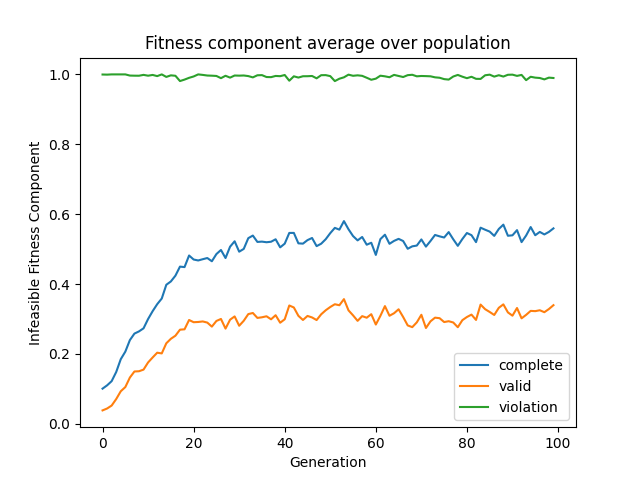 Fitness component average over population
Infeasible Fitness Component
1.0
0.8
0.6
0.4
0.2
0.0
0 20 40 60 80 100
Generation
complete
valid
violation